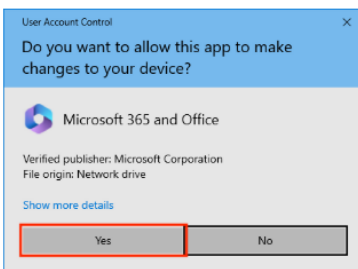 User Account Control
Do you want to allow this app to make
changes to your device?
Microsoft 365 and Office
Verified publisher: Microsoft Corporation
File origin: Network drive
Show more details
Yes
No